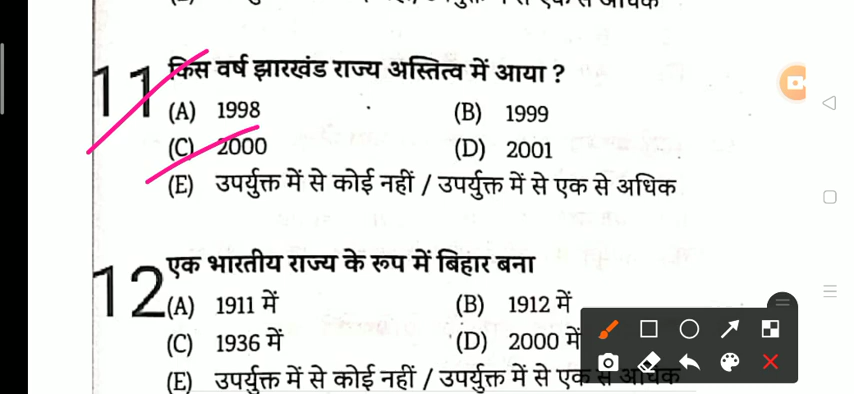 11 किस वर्ष झारखंड राज्य अस्तित्व में आया ?
(A) 1998 (B) 1999
(C) 2000 (D) 2001
(E) उपर्युक्त में से कोई नहीं / उपर्युक्त में से एक से अधिक
12 एक भारतीय राज्य के रूप में बिहार बना
(A) 1911 में (B) 1912 में
(C) 1936 में (D) 2000 में
(E) उपर्युक्त में से कोई नहीं / उपर्युक्त में से एक से अधिक